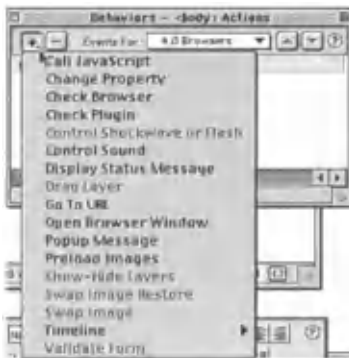 Behaviors - <body> Actions
Events For: 4.0 Browsers
Call JavaScript
Change Property
Check Browser
Check Plugin
Control Shockwave or Flash
Control Sound
Display Status Message
Drag Layer
Go To URL
Open Browser Window
Popup Message
Preload Images
Show-Hide Layers
Swap Image Restore
Swap Image
Timeline
Validate Form